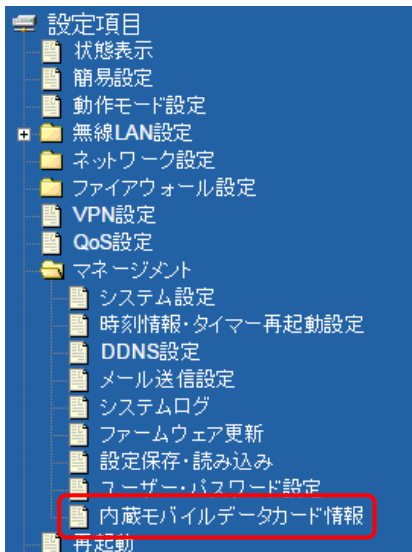 設定項目
状態表示
簡易設定
動作モード設定
無線LAN設定
ネットワーク設定
ファイアウォール設定
VPN設定
QoS設定
マネージメント
システム設定
時刻情報・タイマー再起動設定
DDNS設定
メール送信設定
システムログ
ファームウェア更新
設定保存・読み込み
ユーザー・パスワード設定
内蔵モバイルデータカード情報
再起動